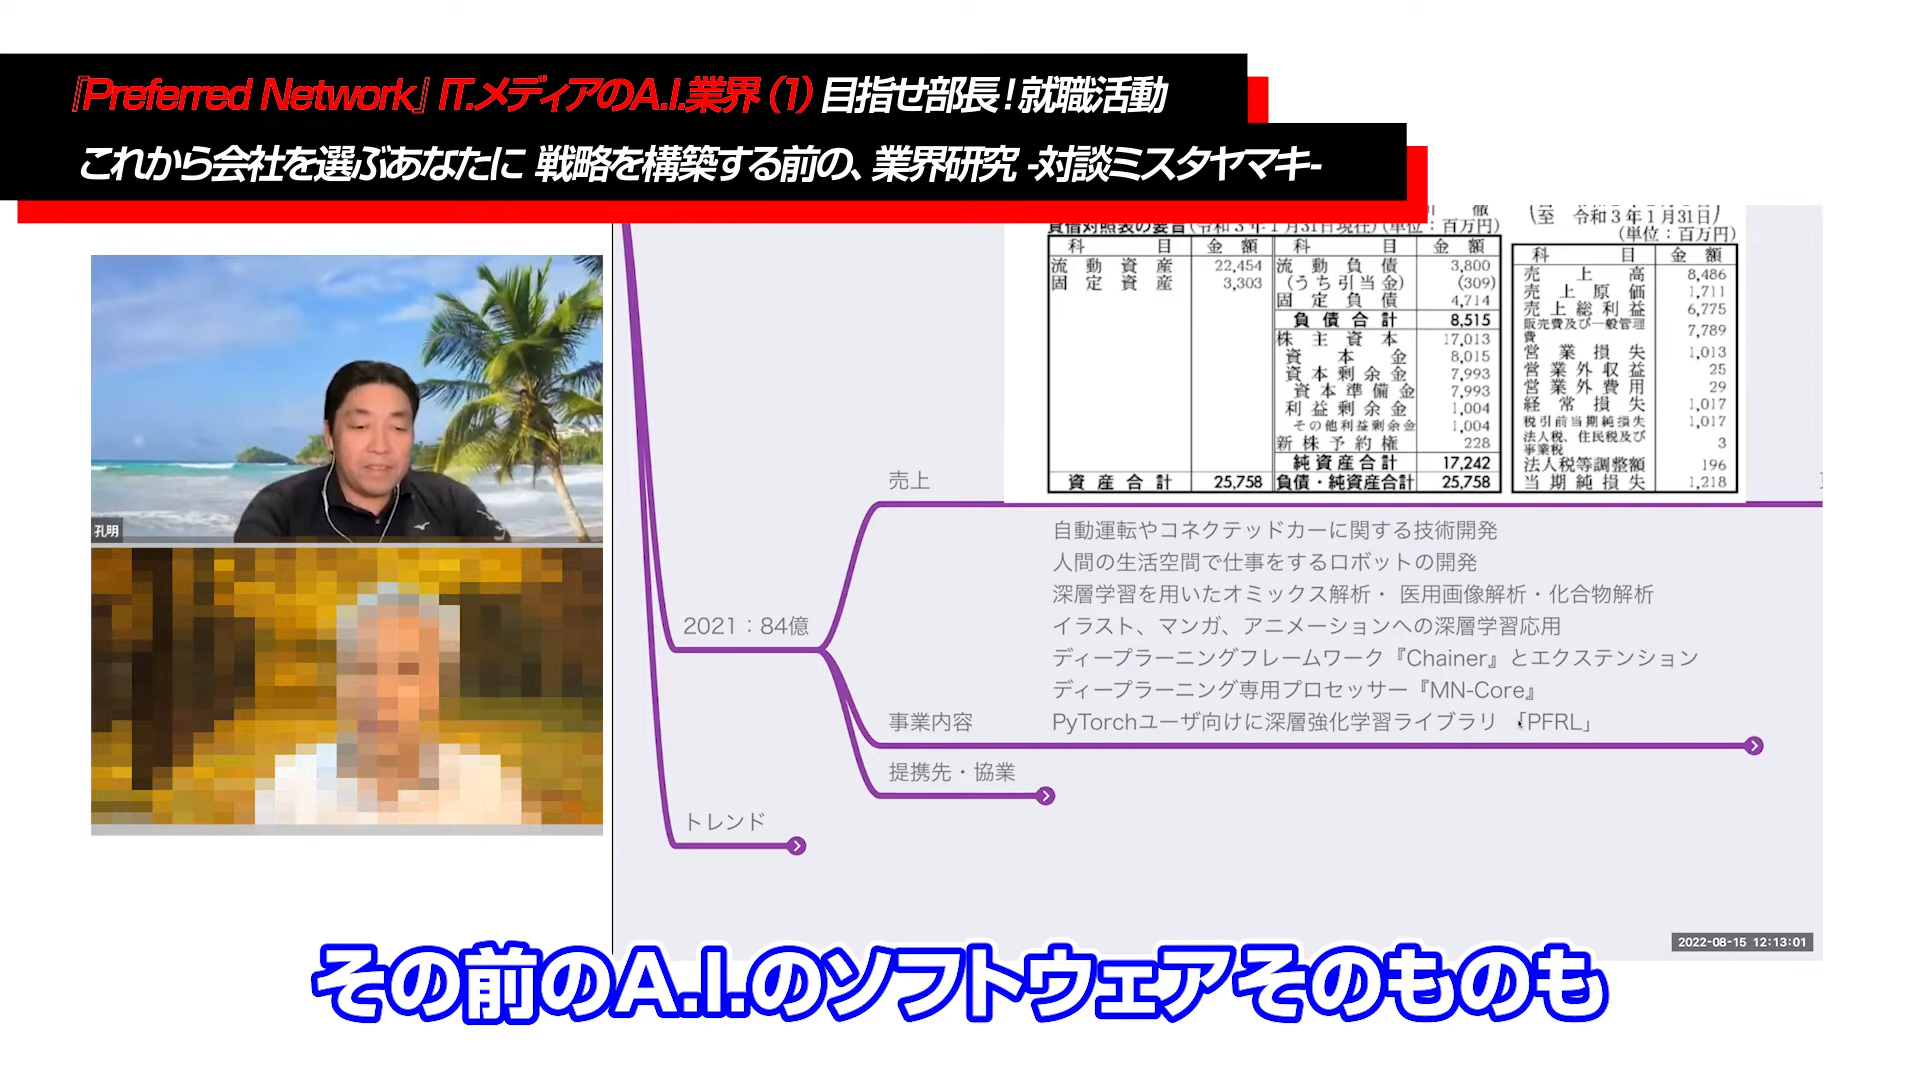 『Preferred Network』 IT.メディアのA.I.業界（1）目指せ部長！就職活動
これから会社を選ぶあなたに 戦略を構築する前の、業界研究 -対談ミスタヤマキ-
孔明
貸借対照表の要旨(令和3年1月31日現在)(単位：百万円)
科 目 金 額 科 目 金 額
流動資産 22,454 流動負債 3,800
固定資産 3,303 (うち引当金) (309)
固定負債 4,714
負債合計 8,515
株主資本 17,013
資本金 8,015
資本剰余金 7,993
資本準備金 7,993
利益剰余金 1,004
その他利益剰余金 1,004
新株予約権 228
純資産合計 17,242
資産合計 25,758 負債・純資産合計 25,758
(至 令和3年1月31日)
(単位：百万円)
科 目 金 額
売上高 8,486
売上原価 1,711
売上総利益 6,775
販売費及び一般管理
費 7,789
営業損失 1,013
営業外収益 25
営業外費用 29
経常損失 1,017
税引前当期純損失 1,017
法人税、住民税及び
事業税 3
法人税等調整額 196
当期純損失 1,218
売上
2021：84億
自動運転やコネクテッドカーに関する技術開発
人間の生活空間で仕事をするロボットの開発
深層学習を用いたオミックス解析・ 医用画像解析・化合物解析
イラスト、マンガ、アニメーションへの深層学習応用
ディープラーニングフレームワーク『Chainer』とエクステンション
ディープラーニング専用プロセッサー『MN-Core』
事業内容
PyTorchユーザ向けに深層強化学習ライブラリ 「PFRL」
提携先・協業
トレンド
2022-08-15 12:13:01
その前のA.I.のソフトウェアそのものも